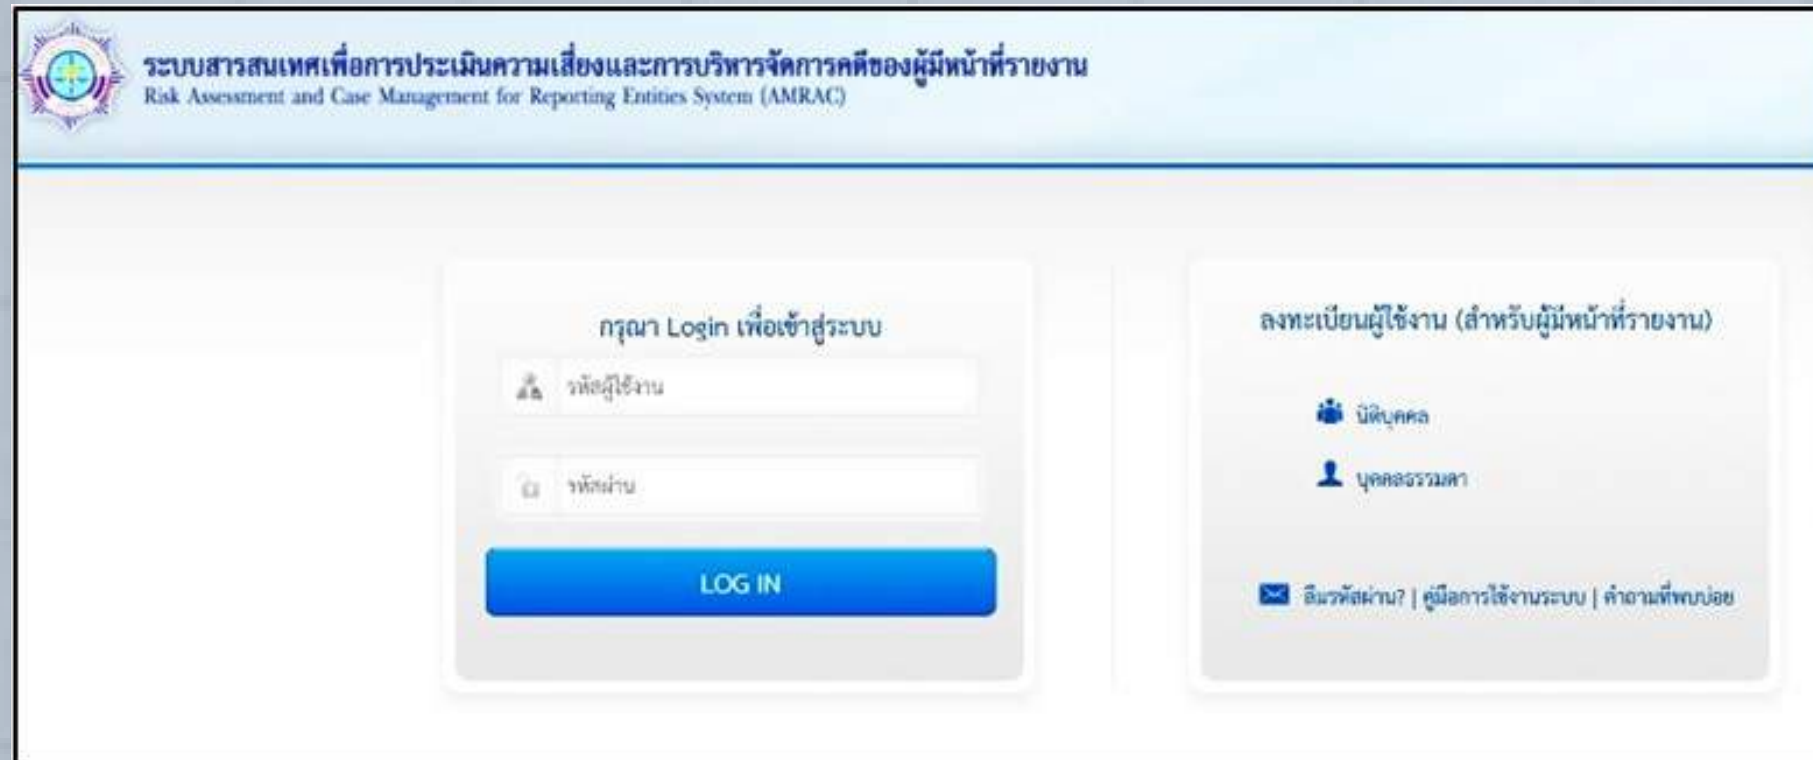 ระบบสารสนเทศเพื่อการประเมินความเสี่ยงและการบริหารจัดการคดีของผู้มีหน้าที่รายงาน
Risk Assessment and Case Management for Reporting Entities System (AMRAC)
กรุณา Login เพื่อเข้าสู่ระบบ
รหัสผู้ใช้งาน
รหัสผ่าน
LOG IN
ลงทะเบียนผู้ใช้งาน (สำหรับผู้มีหน้าที่รายงาน)
นิติบุคคล
บุคคลธรรมดา
ลืมรหัสผ่าน? | คู่มือการใช้งานระบบ | คำถามที่พบบ่อย